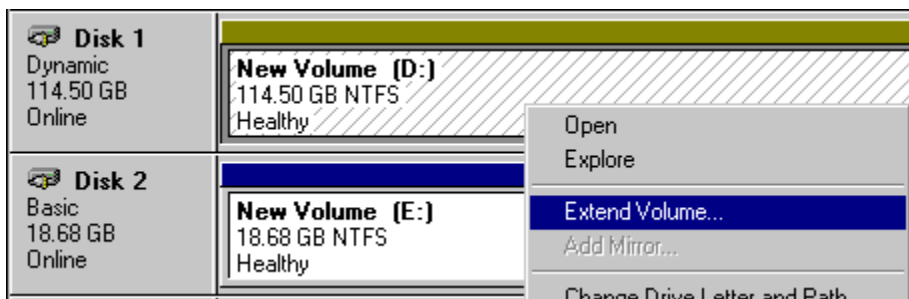 Disk 1
Dynamic
114.50 GB
Online
New Volume (D:)
114.50 GB NTFS
Healthy
Disk 2
Basic
18.68 GB
Online
New Volume (E:)
18.68 GB NTFS
Healthy
Open
Explore
Extend Volume...
Add Mirror...
Change Drive Letter and Path